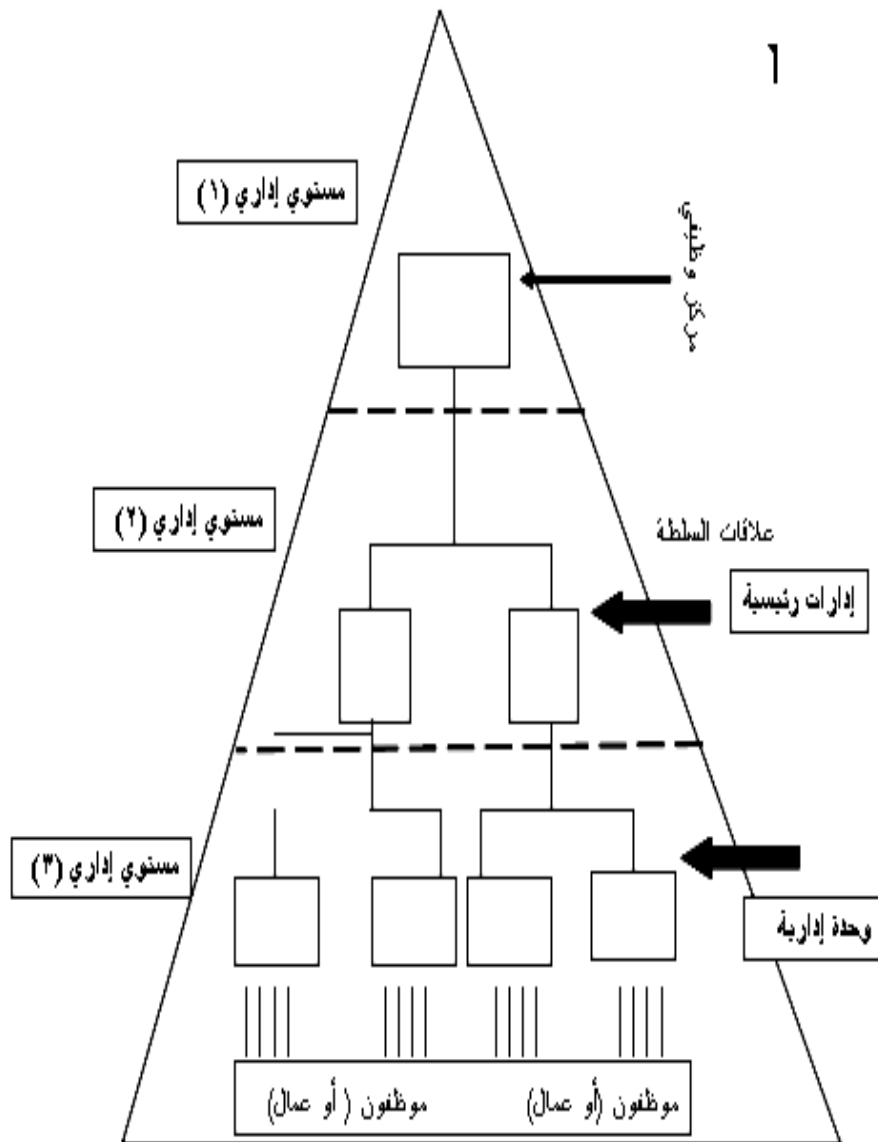 ١
مستوي إداري (١)
مركز وظيفي
مستوي إداري (٢)
علاقات السلطة
إدارات رئيسية
مستوي إداري (٣)
وحدة إدارية
موظفون (أو عمال) موظفون ( أو عمال)